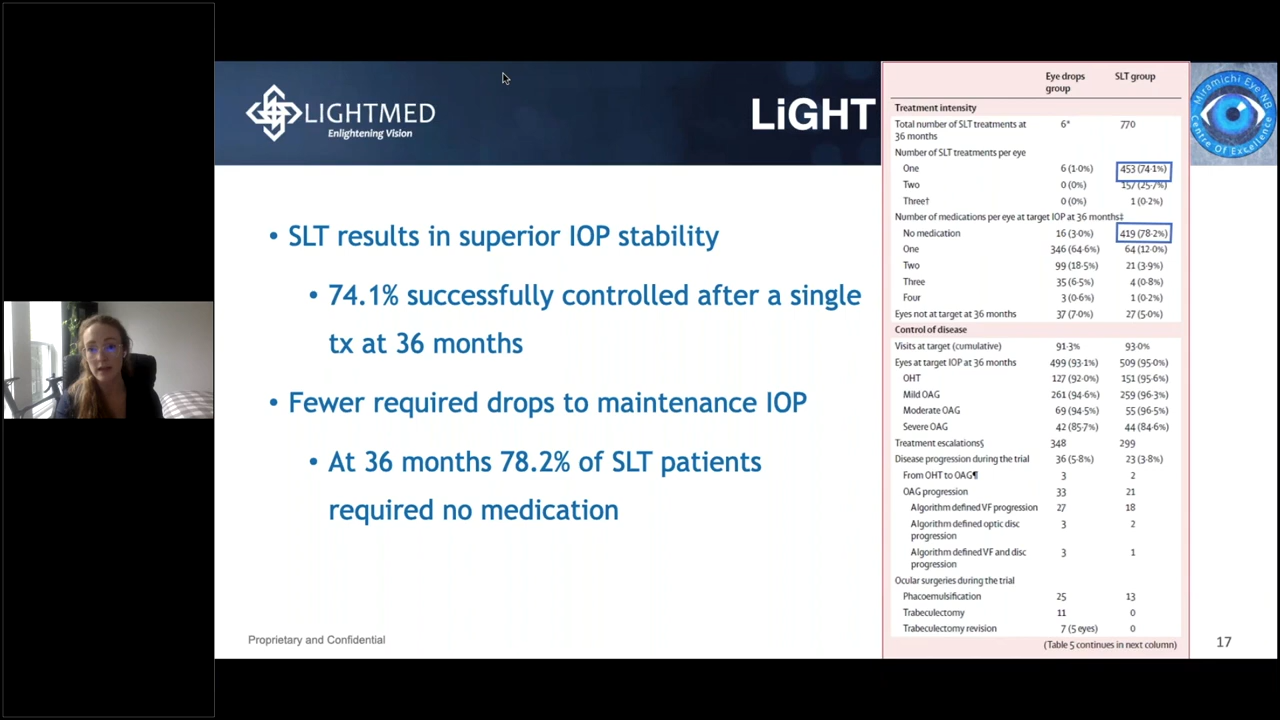 LIGHTMED
Enlightening Vision
LiGHT
Miramichi Eye NB
Centre Of Excellence
• SLT results in superior IOP stability
• 74.1% successfully controlled after a single
tx at 36 months
• Fewer required drops to maintenance IOP
• At 36 months 78.2% of SLT patients
required no medication
Eye drops group SLT group
Treatment intensity
Total number of SLT treatments at 36 months 6* 770
Number of SLT treatments per eye
One 6 (1·0%) 453 (74·1%)
Two 0 (0%) 157 (25·7%)
Three† 0 (0%) 1 (0·2%)
Number of medications per eye at target IOP at 36 months‡
No medication 16 (3·0%) 419 (78·2%)
One 346 (64·6%) 64 (12·0%)
Two 99 (18·5%) 21 (3·9%)
Three 35 (6·5%) 4 (0·8%)
Four 3 (0·6%) 1 (0·2%)
Eyes not at target at 36 months 37 (7·0%) 27 (5·0%)
Control of disease
Visits at target (cumulative) 91·3% 93·0%
Eyes at target IOP at 36 months 499 (93·1%) 509 (95·0%)
OHT 127 (92·0%) 151 (95·6%)
Mild OAG 261 (94·6%) 259 (96·3%)
Moderate OAG 69 (94·5%) 55 (96·5%)
Severe OAG 42 (85·7%) 44 (84·6%)
Treatment escalations§ 348 299
Disease progression during the trial 36 (5·8%) 23 (3·8%)
From OHT to OAG¶ 3 2
OAG progression 33 21
Algorithm defined VF progression 27 18
Algorithm defined optic disc progression 3 2
Algorithm defined VF and disc progression 3 1
Ocular surgeries during the trial
Phacoemulsification 25 13
Trabeculectomy 11 0
Trabeculectomy revision 7 (5 eyes) 0
(Table 5 continues in next column)
Proprietary and Confidential
17